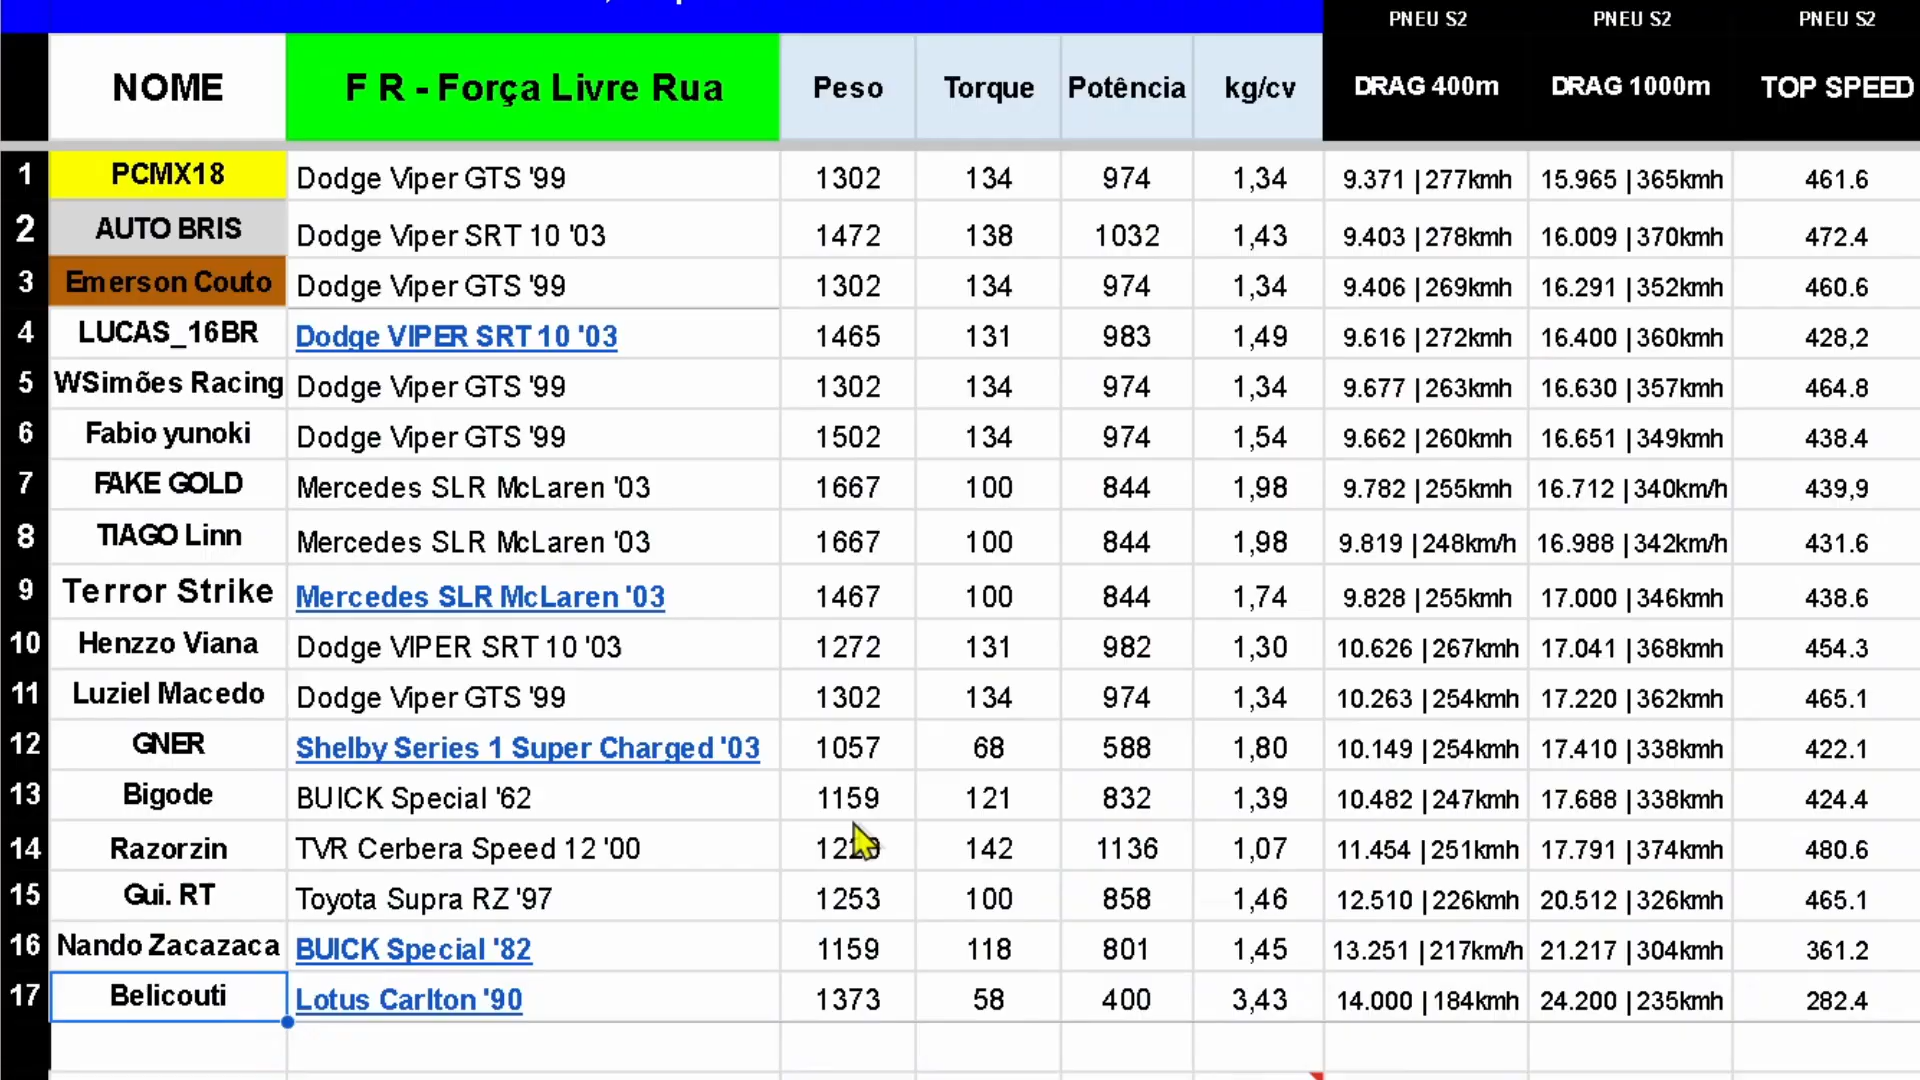 PNEU S2 PNEU S2 PNEU S2
NOME F R - Força Livre Rua Peso Torque Potência kg/cv DRAG 400m DRAG 1000m TOP SPEED
1 PCMX18 Dodge Viper GTS '99 1302 134 974 1,34 9.371 | 277kmh 15.965 | 365kmh 461.6
2 AUTO BRIS Dodge Viper SRT 10 '03 1472 138 1032 1,43 9.403 | 278kmh 16.009 | 370kmh 472.4
3 Emerson Couto Dodge Viper GTS '99 1302 134 974 1,34 9.406 | 269kmh 16.291 | 352kmh 460.6
4 LUCAS_16BR Dodge VIPER SRT 10 '03 1465 131 983 1,49 9.616 | 272kmh 16.400 | 360kmh 428,2
5 WSimões Racing Dodge Viper GTS '99 1302 134 974 1,34 9.677 | 263kmh 16.630 | 357kmh 464.8
6 Fabio yunoki Dodge Viper GTS '99 1502 134 974 1,54 9.662 | 260kmh 16.651 | 349kmh 438.4
7 FAKE GOLD Mercedes SLR McLaren '03 1667 100 844 1,98 9.782 | 255kmh 16.712 | 340km/h 439,9
8 TIAGO Linn Mercedes SLR McLaren '03 1667 100 844 1,98 9.819 | 248km/h 16.988 | 342km/h 431.6
9 Terror Strike Mercedes SLR McLaren '03 1467 100 844 1,74 9.828 | 255kmh 17.000 | 346kmh 438.6
10 Henzzo Viana Dodge VIPER SRT 10 '03 1272 131 982 1,30 10.626 | 267kmh 17.041 | 368kmh 454.3
11 Luziel Macedo Dodge Viper GTS '99 1302 134 974 1,34 10.263 | 254kmh 17.220 | 362kmh 465.1
12 GNER Shelby Series 1 Super Charged '03 1057 68 588 1,80 10.149 | 254kmh 17.410 | 338kmh 422.1
13 Bigode BUICK Special '62 1159 121 832 1,39 10.482 | 247kmh 17.688 | 338kmh 424.4
14 Razorzin TVR Cerbera Speed 12 '00 142 1136 1,07 11.454 | 251kmh 17.791 | 374kmh 480.6
15 Gui. RT Toyota Supra RZ '97 1253 100 858 1,46 12.510 | 226kmh 20.512 | 326kmh 465.1
16 Nando Zacazaca BUICK Special '82 1159 118 801 1,45 13.251 | 217km/h 21.217 | 304kmh 361.2
17 Belicouti Lotus Carlton '90 1373 58 400 3,43 14.000 | 184kmh 24.200 | 235kmh 282.4